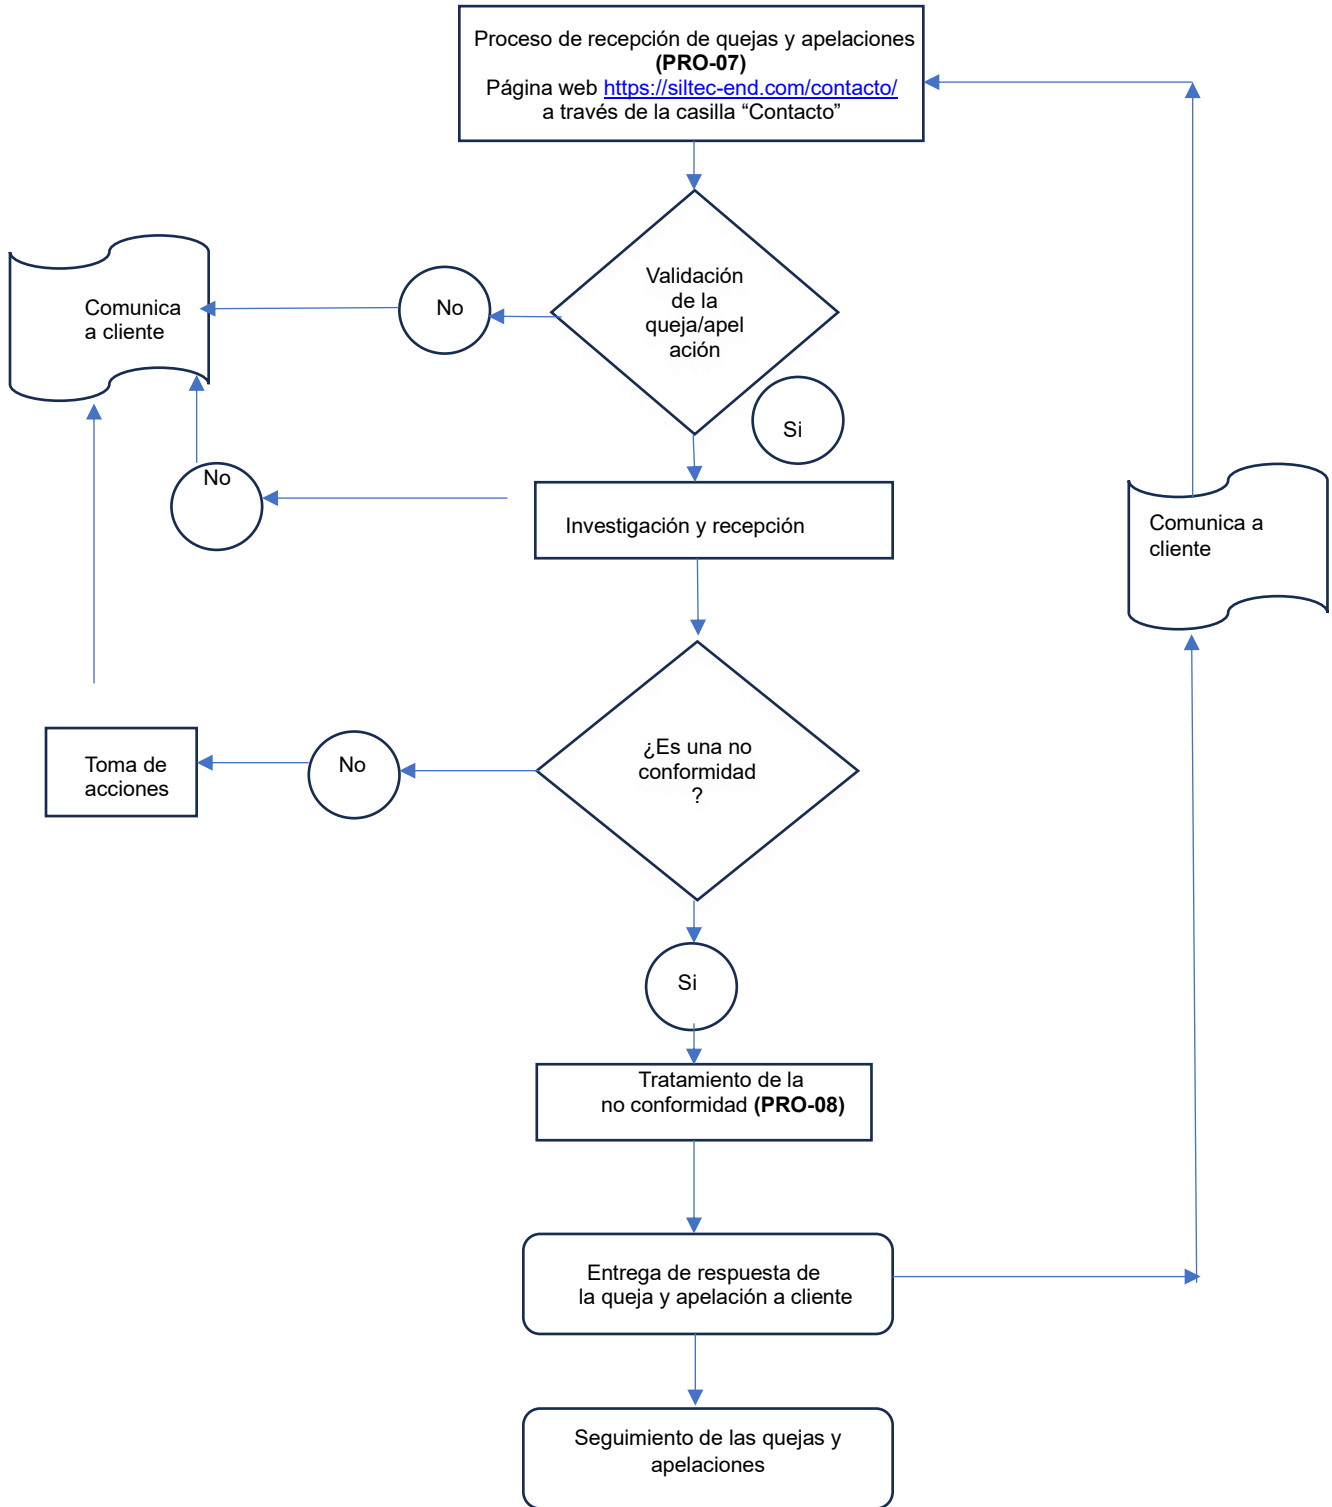 Proceso de recepción de quejas y apelaciones
(PRO-07)
Página web https://siltec-end.com/contacto/
a través de la casilla “Contacto”
Validación
de la
queja/apel
ación
No
Comunica
a cliente
Si
No
Investigación y recepción
Comunica a
cliente
¿Es una no
conformidad
?
No
Toma de
acciones
Si
Tratamiento de la
no conformidad (PRO-08)
Entrega de respuesta de
la queja y apelación a cliente
Seguimiento de las quejas y
apelaciones